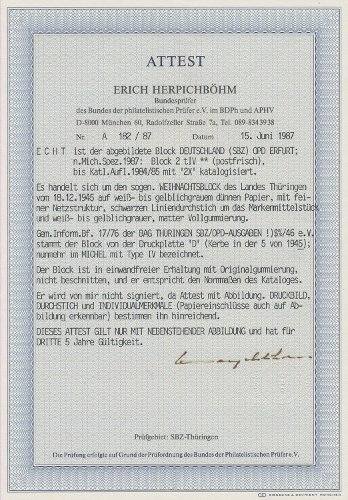 ATTEST
ERICH HERPICHBÖHM
Bundesprüfer
des Bundes der philatelistischen Prüfer e.V. im BDPh und APHV
D-8000 München 60, Radolfzeller Straße 7a, Tel. 089-8343938
Nr. A 182 / 87 Datum 15. Juni 1987
E C H T ist der abgebildete Block DEUTSCHLAND (SBZ) OPD ERFURT;
n.Mich.Spez.1987: Block 2 t IV ** (postfrisch),
bis Kat.Aufl.1984/85 mit "2X" katalogisiert.
Es handelt sich um den sogen. WEIHNACHTSBLOCK des Landes Thüringen
vom 18.12.1945 auf weiß- bis gelblichgrauem dünnen Papier, mit fei-
ner Netzstruktur, schwarzen Liniendurchstich um das Markenmittelstück
und weiß- bis gelblichgrauer, matter Vollgummierung.
Gem.Inform.Bf. 17/76 der BAG THÜRINGEN SBZ/OPD-AUSGABEN !)$%/46 e.V.
stammt der Block von der Druckplatte 'D' (Kerbe in der 5 von 1945);
nunmehr im MICHEL mit Type IV bezeichnet.
Der Block ist in einwandfreier Erhaltung mit Originalgummierung,
nicht beschnitten, und er entspricht den Normmaßen des Kataloges.
Er wird von mir nicht signiert, da Attest mit Abbildung. DRUCKBILD,
DURCHSTICH und INDIVIDUALMERKMALE (Papiereinschlüsse auch auf Ab-
bildung erkennbar) bestimmen ihn hinreichend.
DIESES ATTEST GILT NUR MIT NEBENSTEHENDER ABBILDUNG und hat für
DRITTE 5 Jahre Gültigkeit.
Prüfgebiet: SBZ-Thüringen
Die Prüfung erfolgte auf Grund der Prüfordnung des Bundes der Philatelistischen Prüfer e.V.